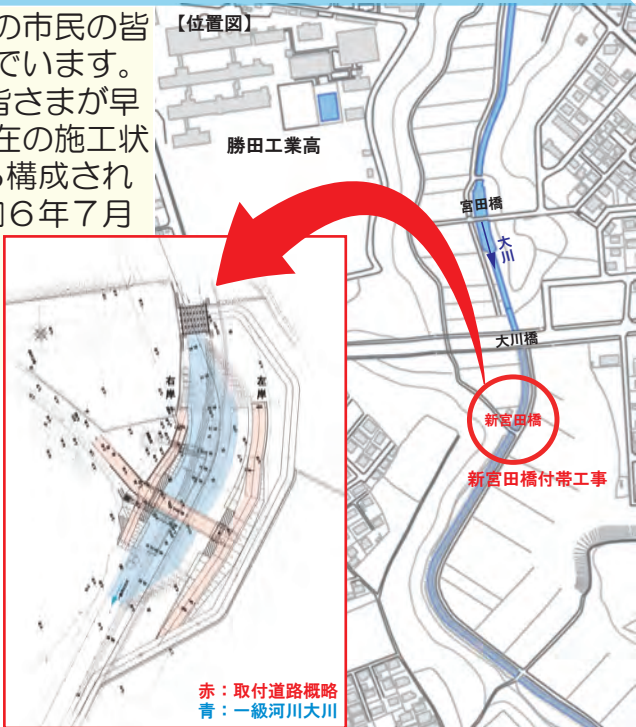 の市民の皆
でいます。
皆さまが早
在の施工状
構成され
6年7月
【位置図】
勝田工業高
宮田橋
大川
大川橋
新宮田橋
新宮田橋付帯工事
右岸
左岸
赤：取付道路概略
青：一級河川大川